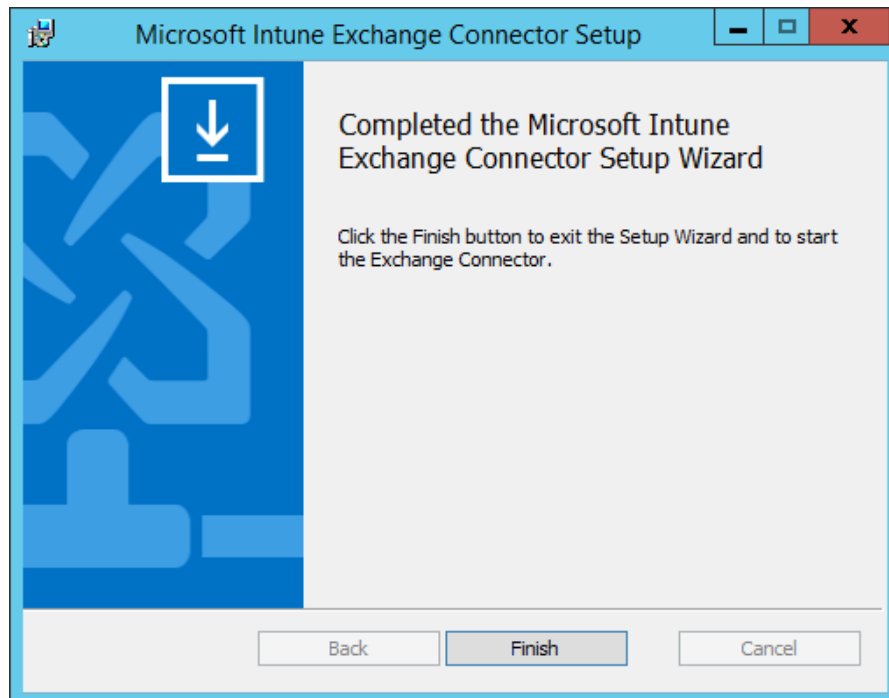 Microsoft Intune Exchange Connector Setup
Completed the Microsoft Intune
Exchange Connector Setup Wizard
Click the Finish button to exit the Setup Wizard and to start
the Exchange Connector.
Back
Finish
Cancel